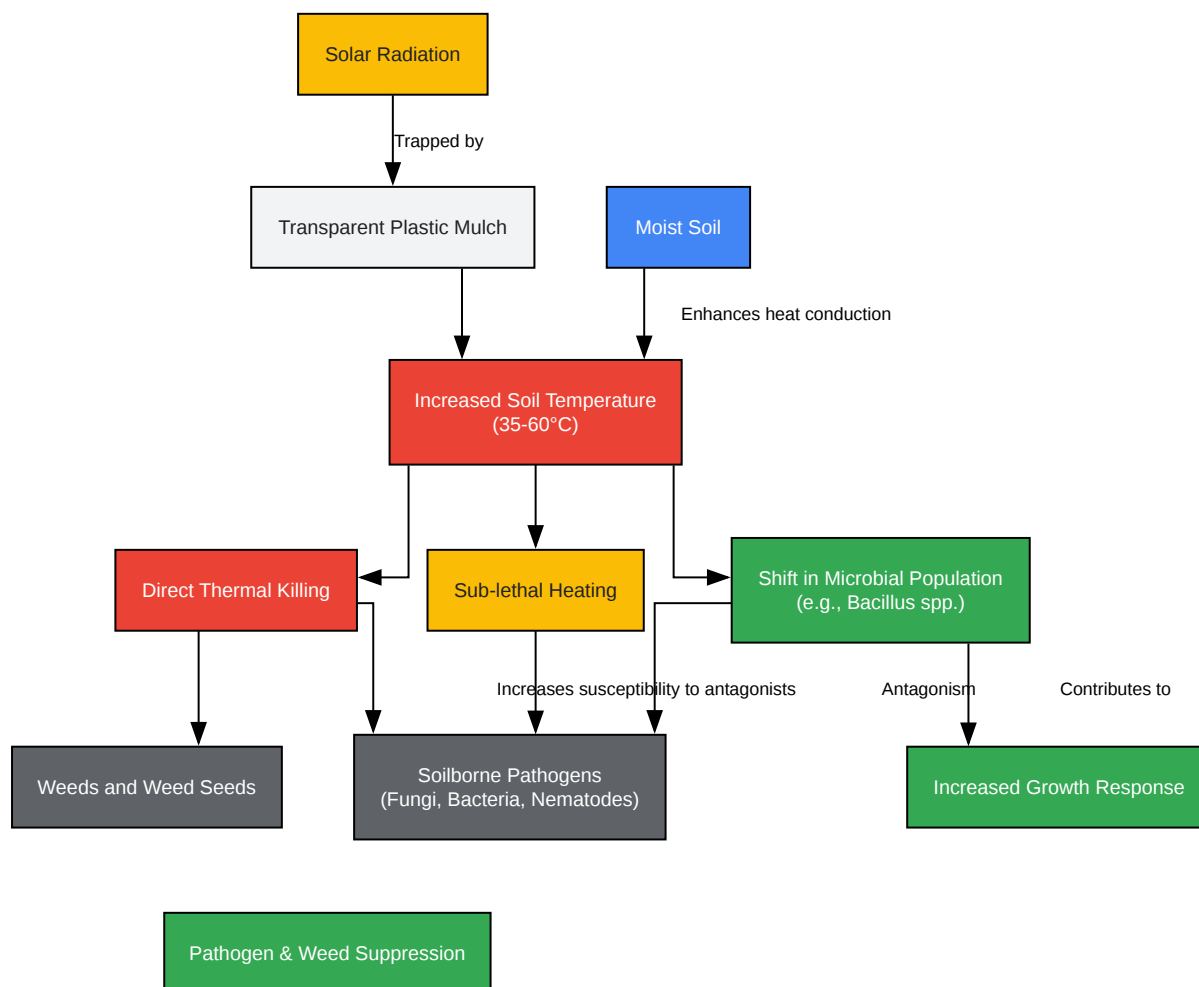 Solar Radiation
Trapped by
Transparent Plastic Mulch
Moist Soil
Enhances heat conduction
Increased Soil Temperature
(35-60°C)
Direct Thermal Killing
Sub-lethal Heating
Shift in Microbial Population
(e.g., Bacillus spp.)
Increases susceptibility to antagonists
Antagonism
Contributes to
Weeds and Weed Seeds
Soilborne Pathogens
(Fungi, Bacteria, Nematodes)
Increased Growth Response
Pathogen & Weed Suppression